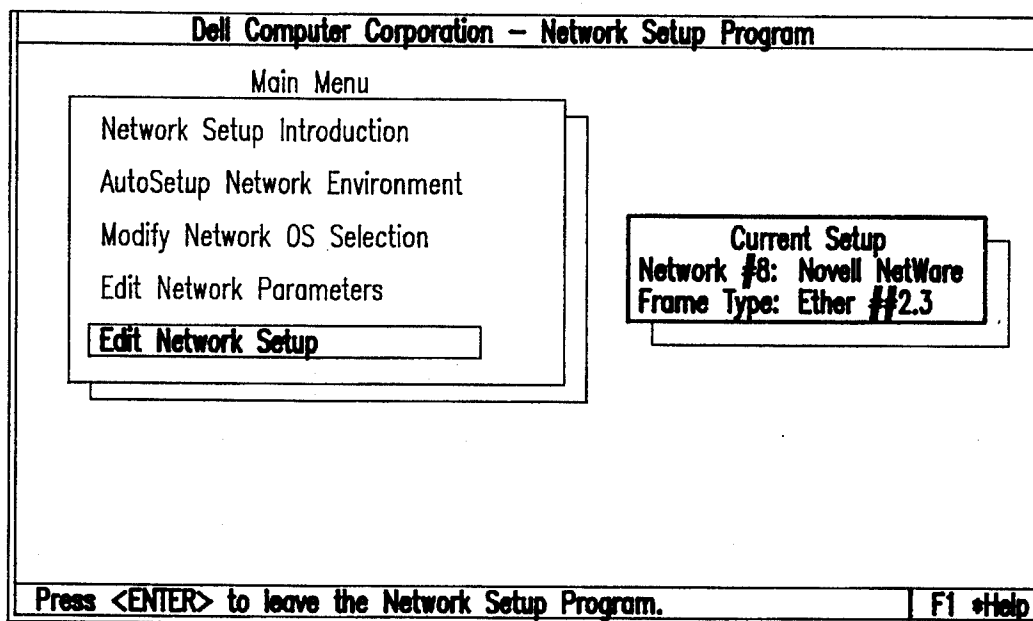 Dell Computer Corporation – Network Setup Program
Main Menu
Network Setup Introduction
AutoSetup Network Environment
Modify Network OS Selection
Edit Network Parameters
Edit Network Setup
Current Setup
Network #8: Novell NetWare
Frame Type: Ether ##2.3
Press <ENTER> to leave the Network Setup Program.
F1 *Help